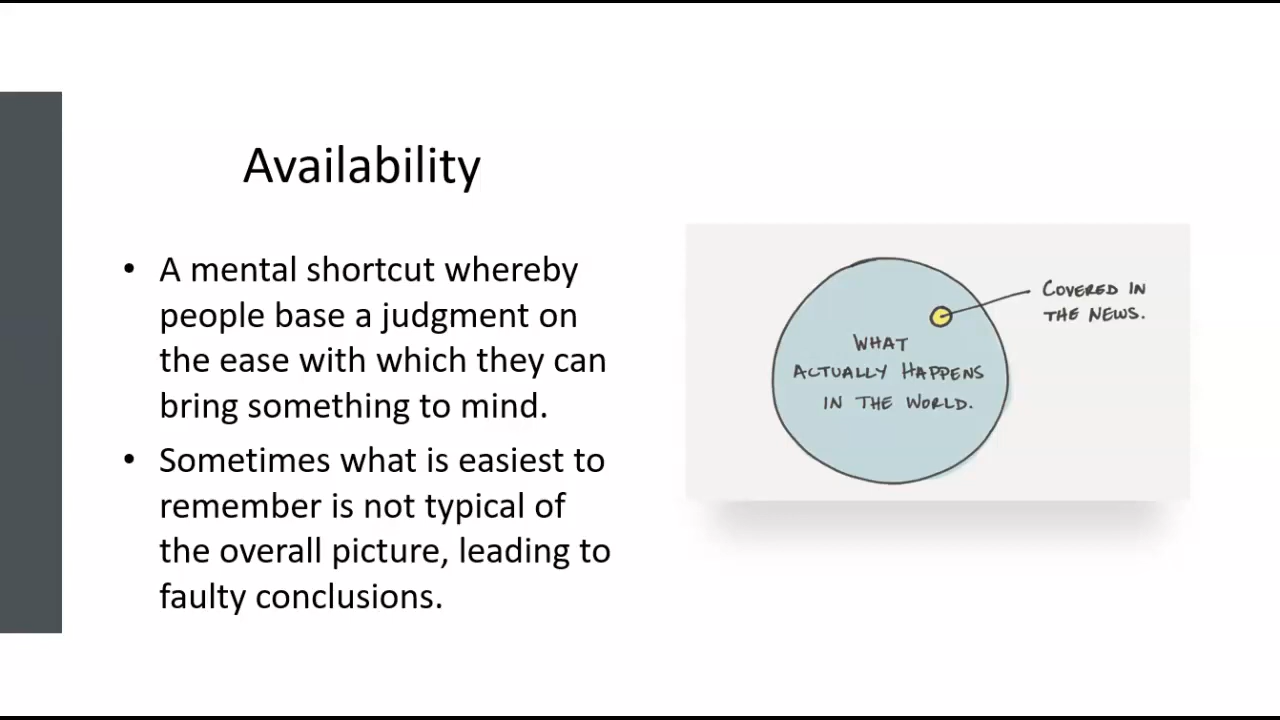 Availability
• A mental shortcut whereby
people base a judgment on
the ease with which they can
bring something to mind.
• Sometimes what is easiest to
remember is not typical of
the overall picture, leading to
faulty conclusions.
COVERED IN
THE NEWS.
WHAT
ACTUALLY HAPPENS
IN THE WORLD.